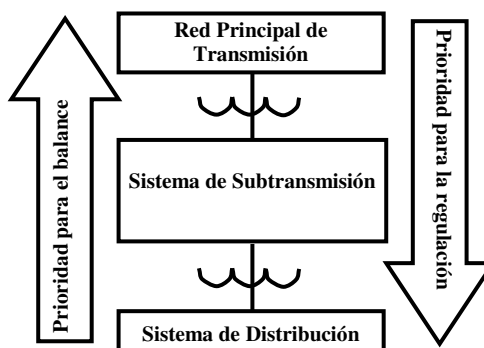 Red Principal de
Transmisión
Prioridad para el balance
Prioridad para la regulación
Sistema de Subtransmisión
Sistema de Distribución